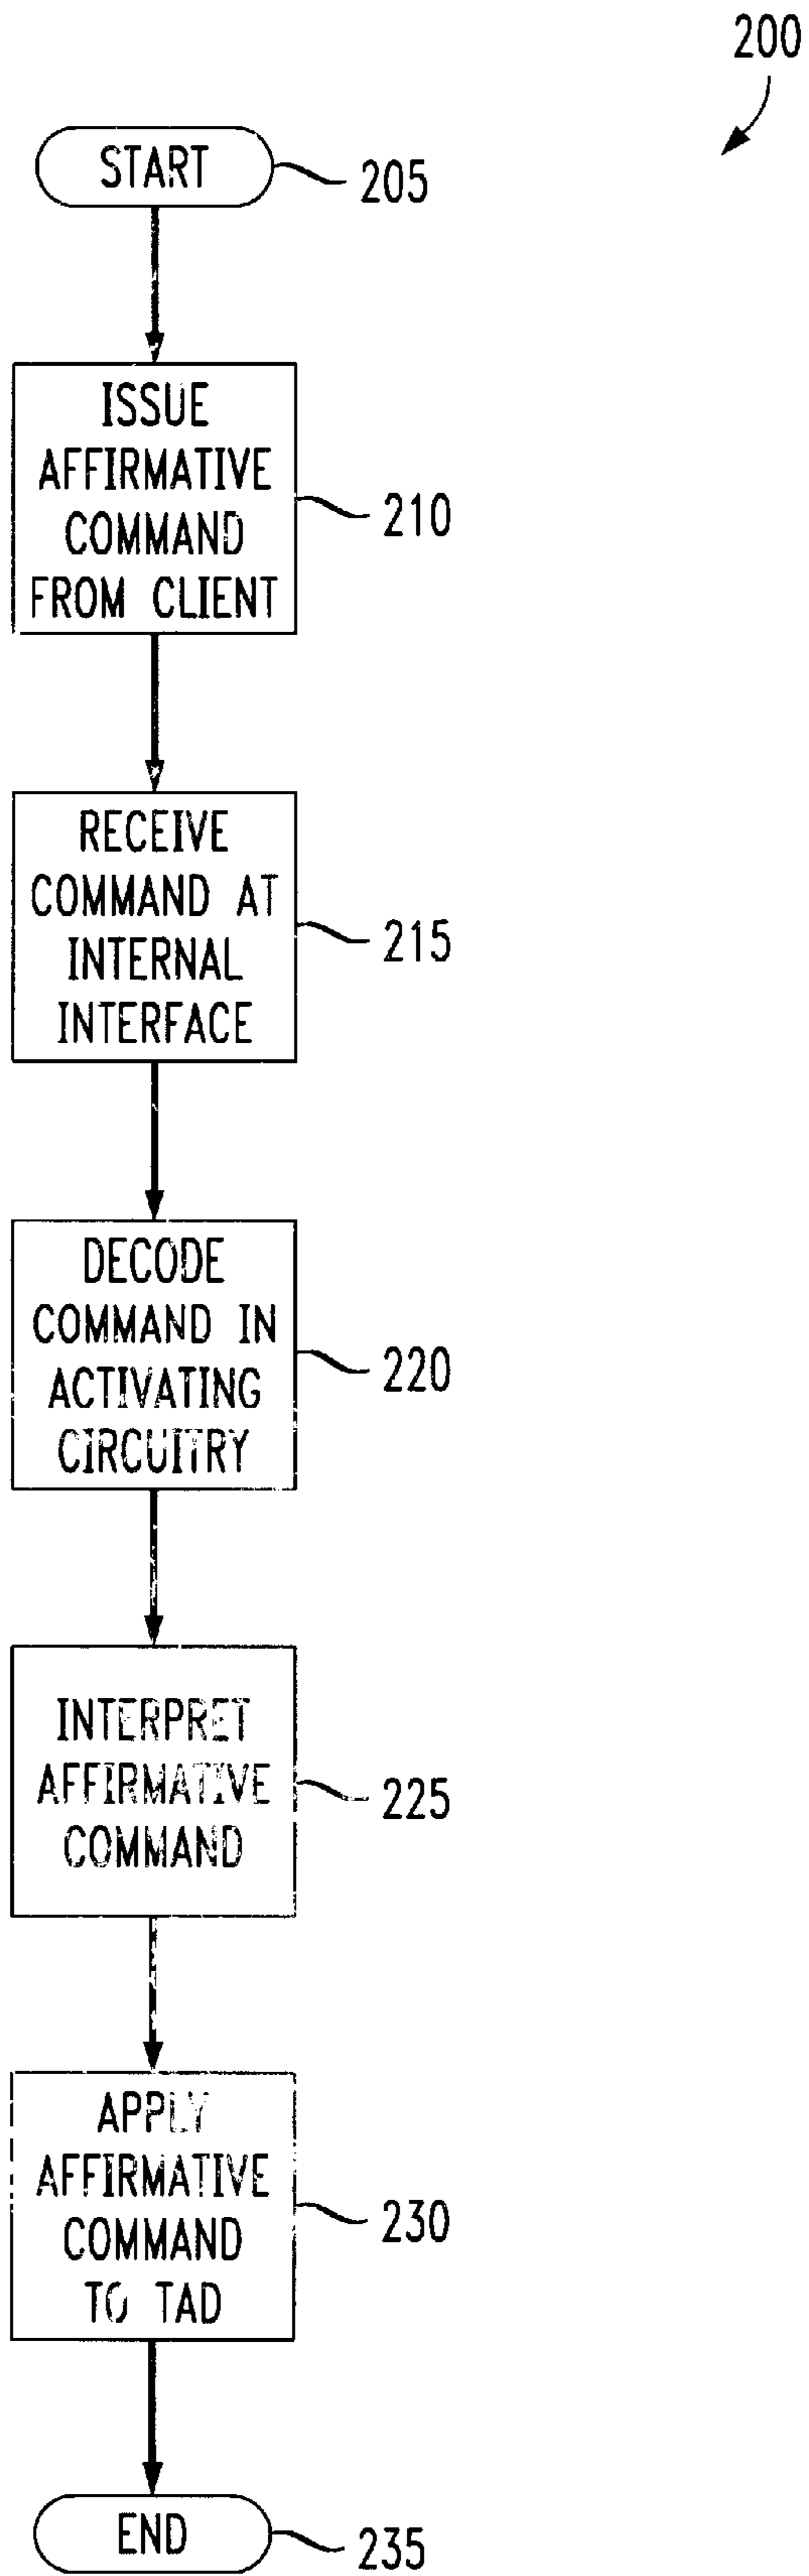 200
START
205
ISSUE
AFFIRMATIVE
COMMAND
FROM CLIENT
210
RECEIVE
COMMAND AT
INTERNAL
INTERFACE
215
DECODE
COMMAND IN
ACTIVATING
CIRCUITRY
220
INTERPRET
AFFIRMATIVE
COMMAND
225
APPLY
AFFIRMATIVE
COMMAND
TO TAD
230
END
235